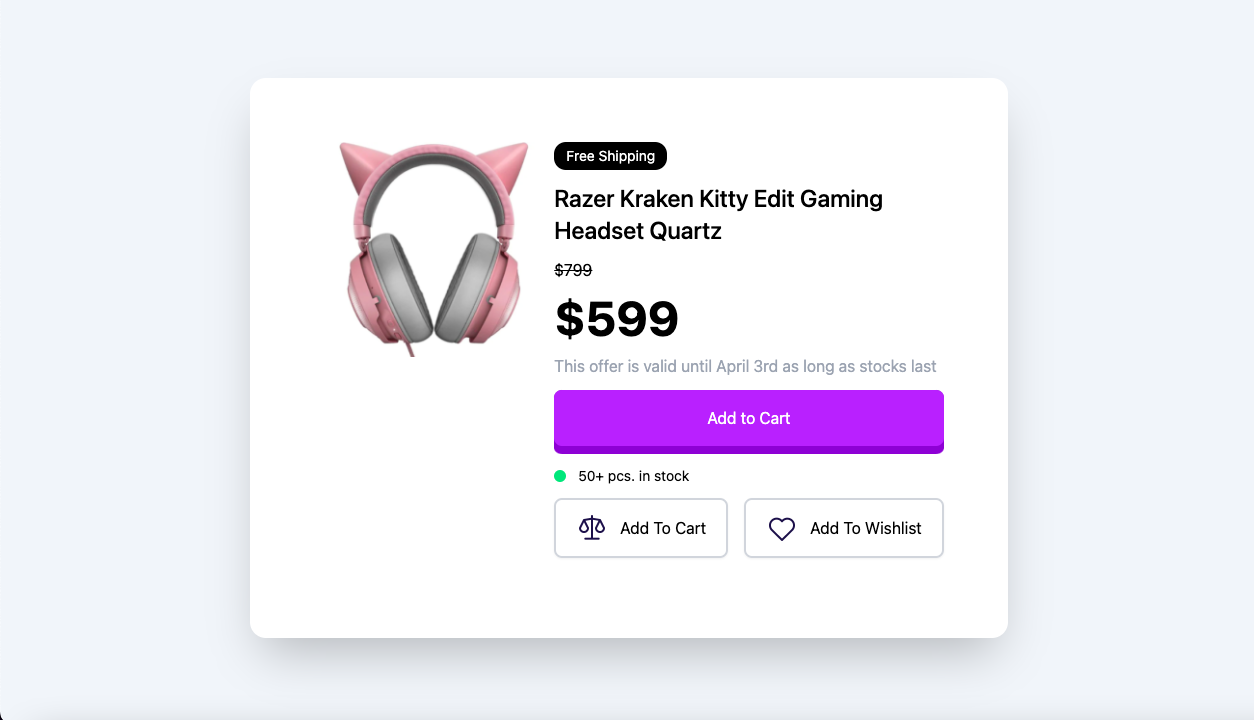 Free Shipping
Razer Kraken Kitty Edit Gaming
Headset Quartz
$799
$599
This offer is valid until April 3rd as long as stocks last
Add to Cart
50+ pcs. in stock
Add To Cart
Add To Wishlist